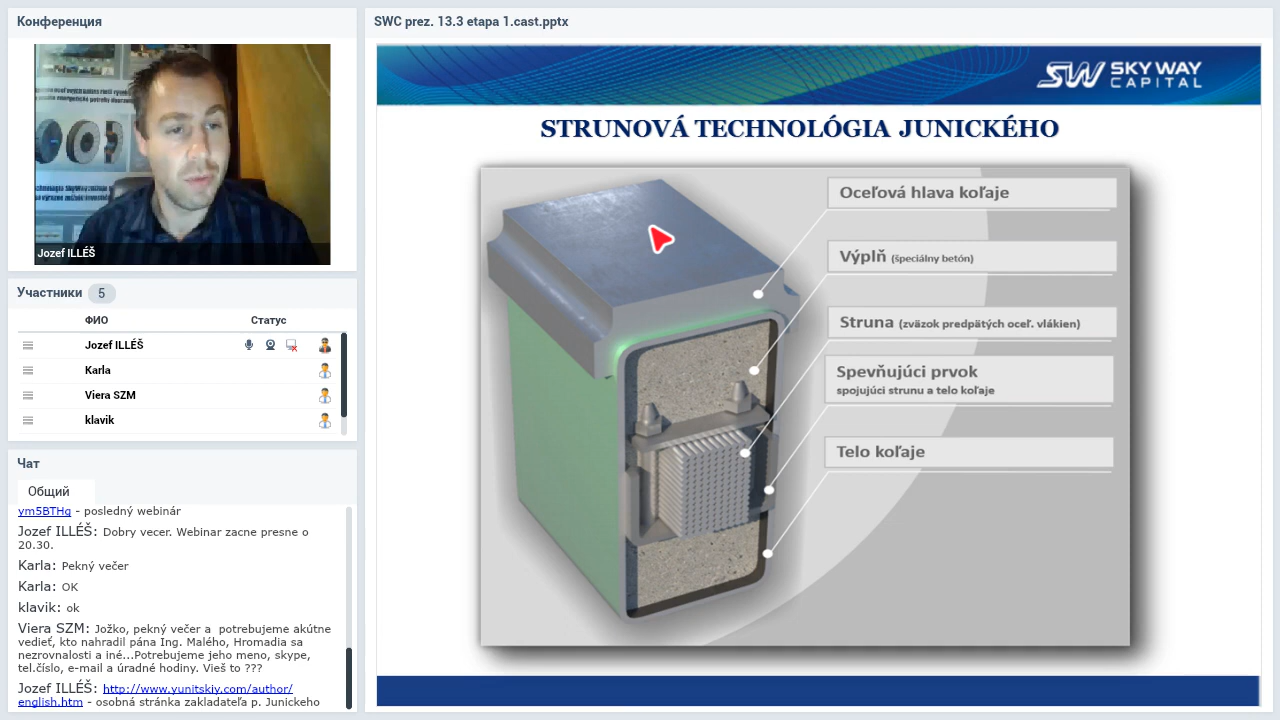 Конференция
Jozef ILLÉŠ
Участники 5
ФИО Статус
Jozef ILLÉŠ
Karla
Viera SZM
klavik
Чат
Общий
vm5BTHq - posledný webinár
Jozef ILLÉŠ: Dobry vecer. Webinar zacne presne o
20.30.
Karla: Pekný večer
Karla: OK
klavik: ok
Viera SZM: Jožko, pekný večer a potrebujeme akútne
vedieť, kto nahradil pána Ing. Malého, Hromadia sa
nezrovnalosti a iné...Potrebujeme jeho meno, skype,
tel.číslo, e-mail a úradné hodiny. Vieš to ???
Jozef ILLÉŠ: http://www.yunitskiy.com/author/
english.htm - osobná stránka zakladateľa p. Junickeho
SWC prez. 13.3 etapa 1.cast.pptx
SW SKY WAY
CAPITAL
STRUNOVÁ TECHNOLÓGIA JUNICKÉHO
Oceľová hlava koľaje
Výplň (špeciálny betón)
Struna (zväzok predpätých oceľ. vlákien)
Spevňujúci prvok
spojujúci strunu a telo koľaje
Telo koľaje